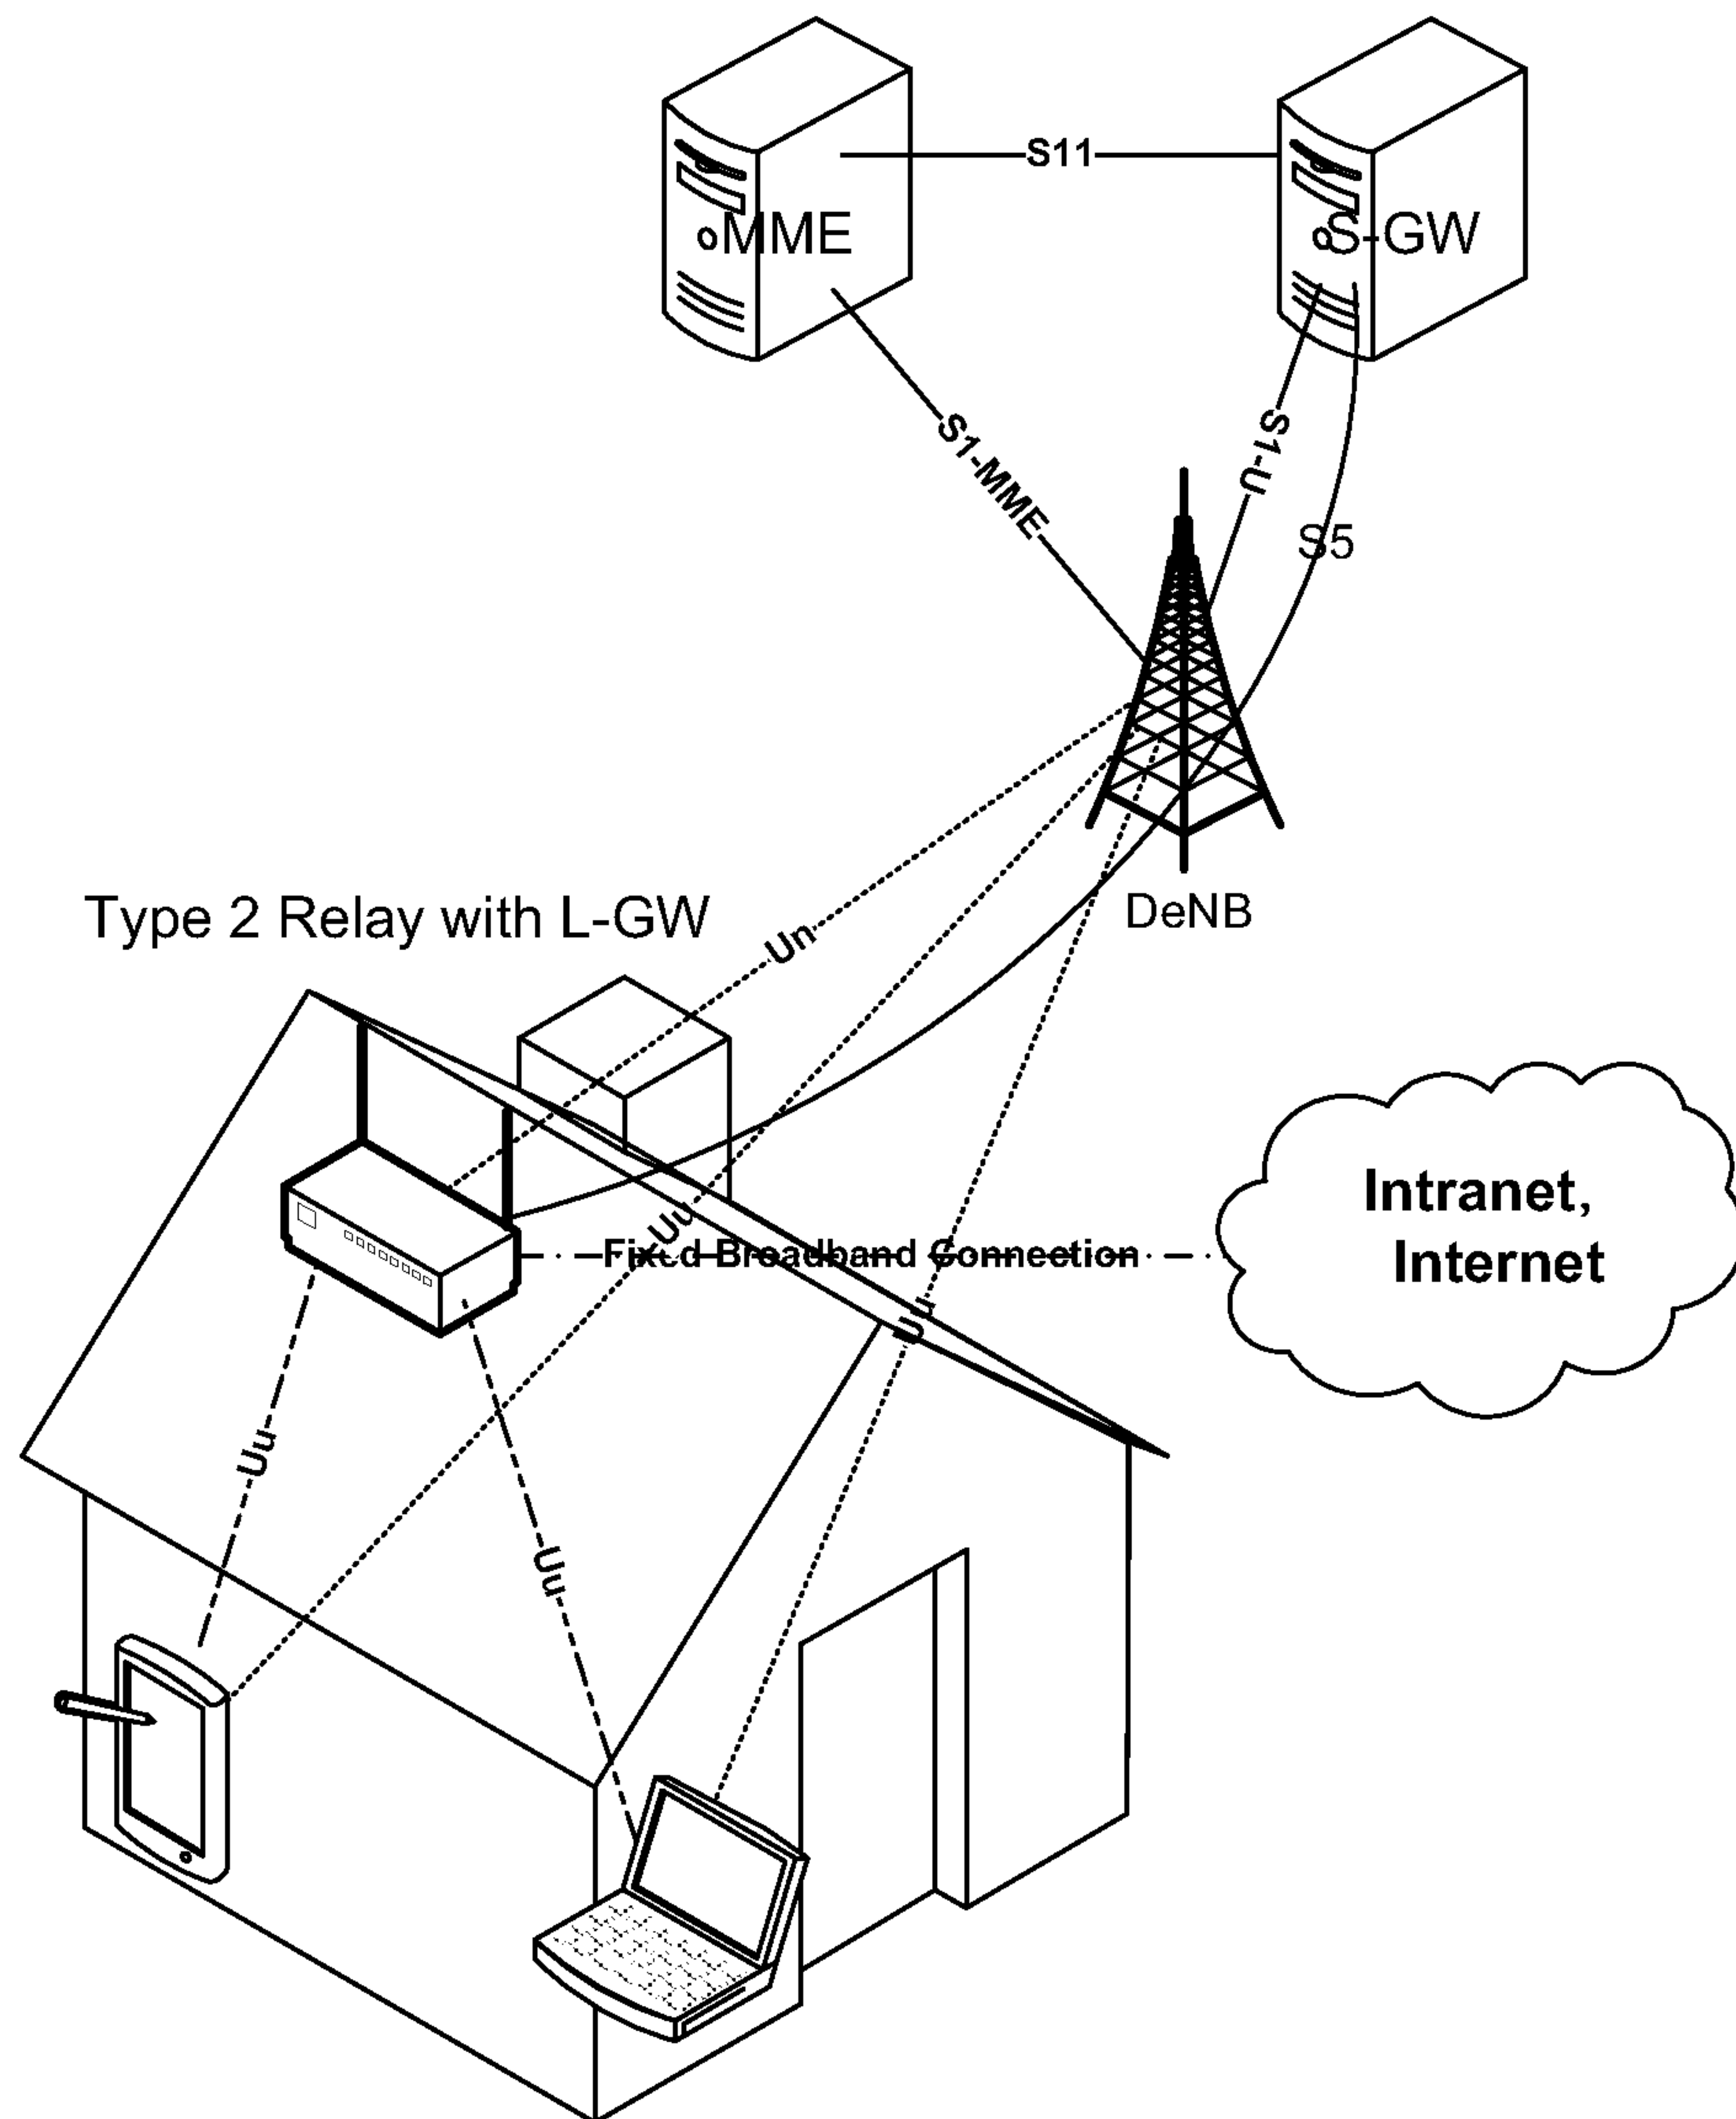 S11
MME
S-GW
S1-MME
S1-U
S5
DeNB
Type 2 Relay with L-GW
Un
Intranet,
Internet
Uu
Fixed Broadband Connection
Uu
Uu
Uu